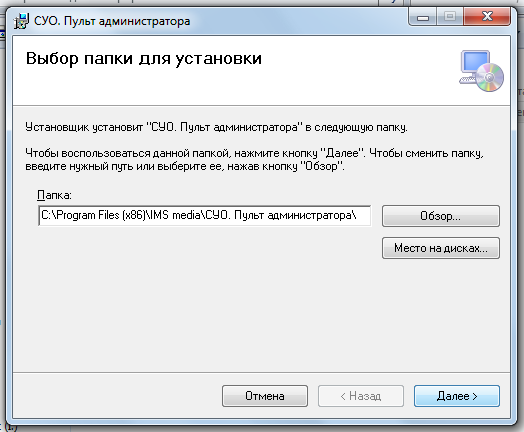 СУО. Пульт администратора
Выбор папки для установки
Установщик установит "СУО. Пульт администратора" в следующую папку.
Чтобы воспользоваться данной папкой, нажмите кнопку "Далее". Чтобы сменить папку,
введите нужный путь или выберите ее, нажав кнопку "Обзор".
Папка:
C:\Program Files (x86)\IMS media\СУО. Пульт администратора\
Обзор...
Место на дисках...
Отмена
< Назад
Далее >